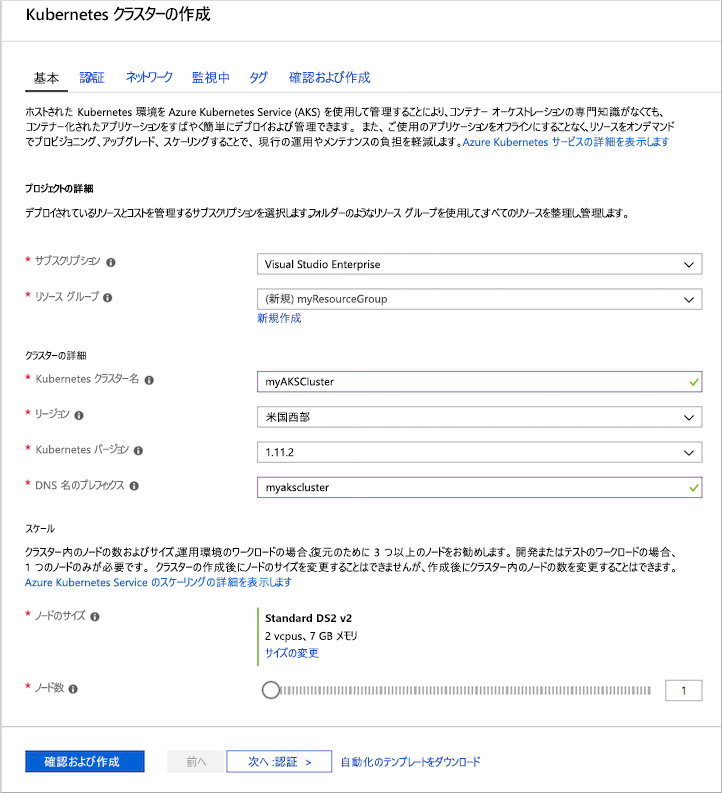 Kubernetes クラスターの作成
基本 認証 ネットワーク 監視中 タグ 確認および作成
ホストされた Kubernetes 環境を Azure Kubernetes Service (AKS) を使用して管理することにより、コンテナー オーケストレーションの専門知識がなくても、
コンテナー化されたアプリケーションをすばやく簡単にデプロイおよび管理できます。 また、ご使用のアプリケーションをオフラインにすることなく、リソースをオンデマンド
でプロビジョニング、アップグレード、スケーリングすることで、現行の運用やメンテナンスの負担を軽減します。Azure Kubernetes サービスの詳細を表示します
プロジェクトの詳細
デプロイされているリソースとコストを管理するサブスクリプションを選択します。フォルダーのようなリソース グループを使用して、すべてのリソースを整理し、管理します。
* サブスクリプション
Visual Studio Enterprise
* リソース グループ
(新規) myResourceGroup
新規作成
クラスターの詳細
* Kubernetes クラスター名
myAKSCluster
* リージョン
米国西部
* Kubernetes バージョン
1.11.2
* DNS 名のプレフィックス
myakscluster
スケール
クラスター内のノードの数およびサイズ。運用環境のワークロードの場合、復元のために 3 つ以上のノードをお勧めします。 開発またはテストのワークロードの場合、
1 つのノードのみが必要です。 クラスターの作成後にノードのサイズを変更することはできませんが、作成後にクラスター内のノードの数を変更することはできます。
Azure Kubernetes Service のスケーリングの詳細を表示します
* ノードのサイズ
Standard DS2 v2
2 vcpus、7 GB メモリ
サイズの変更
* ノード数
1
確認および作成 前へ 次へ :認証 > 自動化のテンプレートをダウンロード